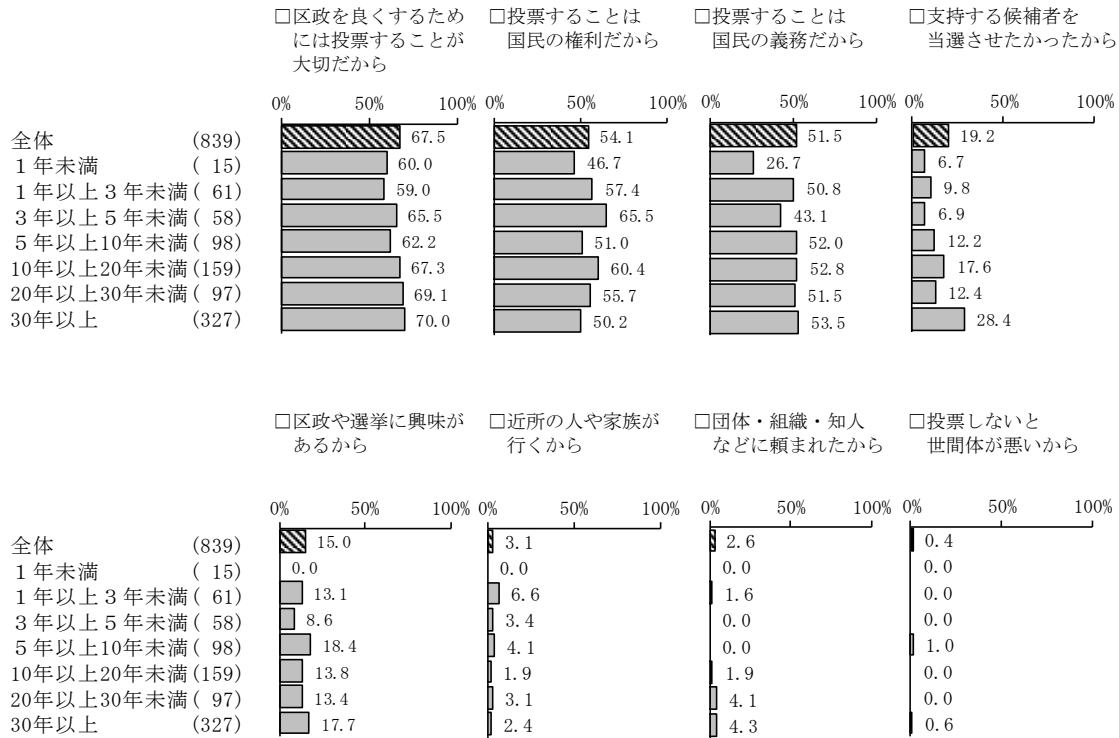 □区政を良くするため
には投票することが
大切だから
□投票することは
国民の権利だから
□投票することは
国民の義務だから
□支持する候補者を
当選させたかったから
0% 50% 100% 0% 50% 100% 0% 50% 100% 0% 50% 100%
全体 (839) 67.5 54.1 51.5 19.2
１年未満 ( 15) 60.0 46.7 26.7 6.7
１年以上３年未満( 61) 59.0 57.4 50.8 9.8
３年以上５年未満( 58) 65.5 65.5 43.1 6.9
５年以上10年未満( 98) 62.2 51.0 52.0 12.2
10年以上20年未満(159) 67.3 60.4 52.8 17.6
20年以上30年未満( 97) 69.1 55.7 51.5 12.4
30年以上 (327) 70.0 50.2 53.5 28.4
□区政や選挙に興味が
あるから
□近所の人や家族が
行くから
□団体・組織・知人
などに頼まれたから
□投票しないと
世間体が悪いから
0% 50% 100% 0% 50% 100% 0% 50% 100% 0% 50% 100%
全体 (839) 15.0 3.1 2.6 0.4
１年未満 ( 15) 0.0 0.0 0.0 0.0
１年以上３年未満( 61) 13.1 6.6 1.6 0.0
３年以上５年未満( 58) 8.6 3.4 0.0 0.0
５年以上10年未満( 98) 18.4 4.1 0.0 1.0
10年以上20年未満(159) 13.8 1.9 1.9 0.0
20年以上30年未満( 97) 13.4 3.1 4.1 0.0
30年以上 (327) 17.7 2.4 4.3 0.6